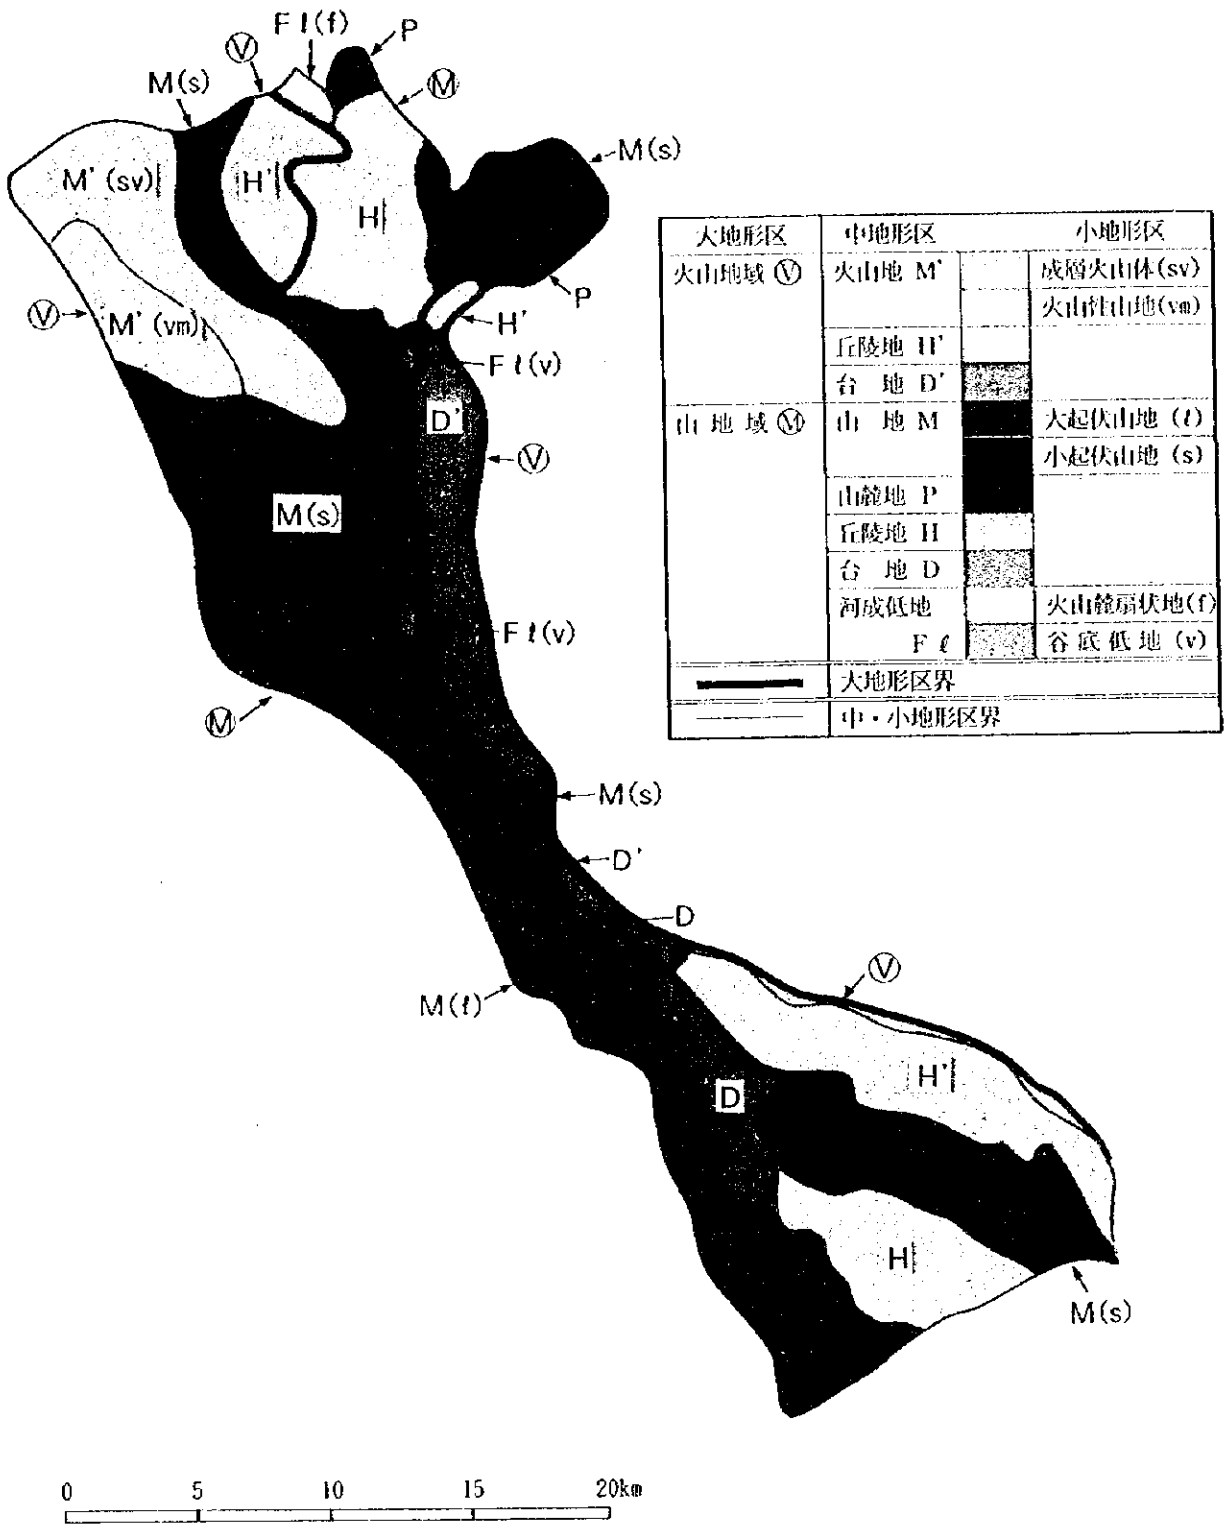 Fℓ(f)
P
Ⓥ
Ⓜ
M(s)
M(s)
M'(sv)
H'
H
P
H'
Ⓥ
M'(vm)
Fℓ(v)
D'
Ⓥ
M(s)
Fℓ(v)
Ⓜ
M(s)
D'
D
Ⓥ
M(ℓ)
H'
D
H
M(s)
大地形区 中地形区 小地形区
火山地域 Ⓥ 火山地 M' 成層火山体(sv)
火山性山地(vm)
丘陵地 H'
台 地 D'
山 地 域 Ⓜ 山 地 M 大起伏山地 (ℓ)
小起伏山地 (s)
山麓地 P
丘陵地 H
台 地 D
河成低地 火山麓扇状地(f)
Fℓ 谷 底 低 地 (v)
大地形区界
中・小地形区界
0 5 10 15 20km